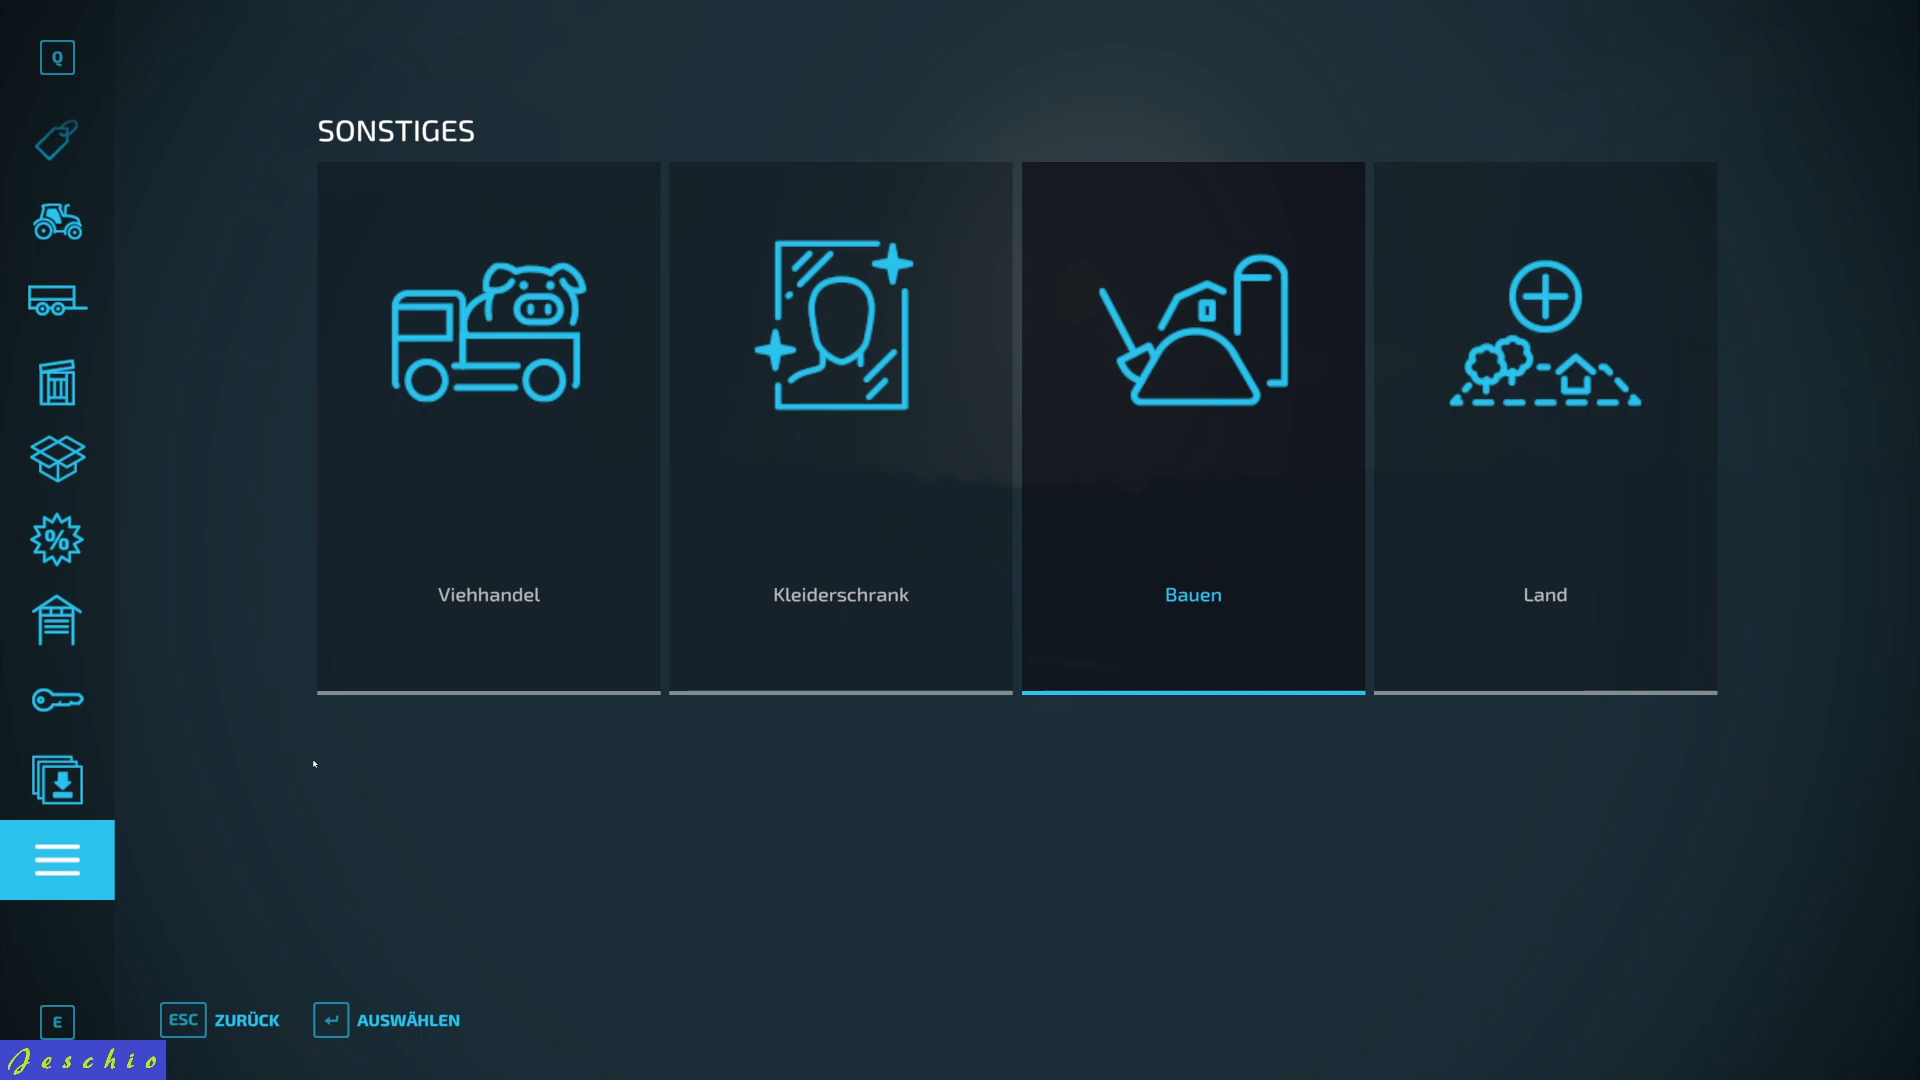 Q
SONSTIGES
%
Viehhandel
Kleiderschrank
Bauen
Land
E
ESC ZURÜCK
AUSWÄHLEN
Jeschio